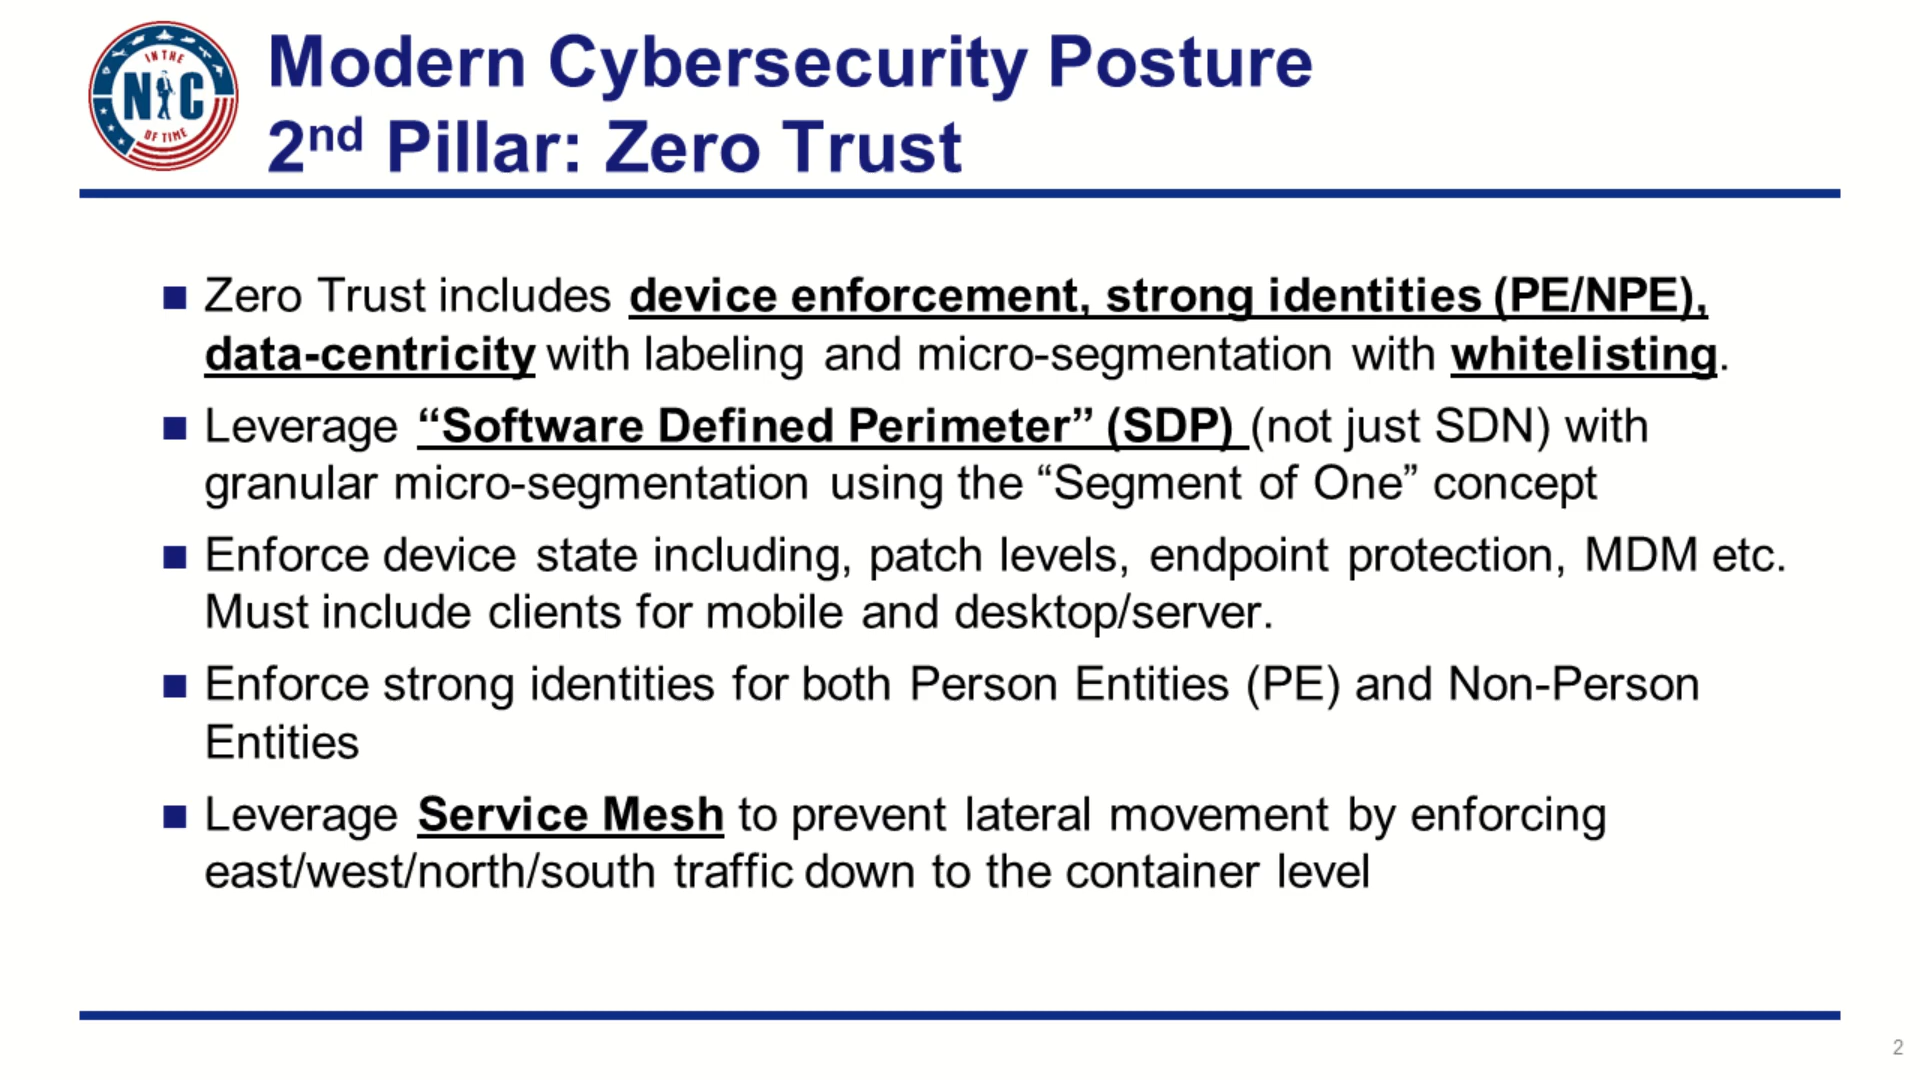 IN THE
NIC
OF TIME
Modern Cybersecurity Posture
2nd Pillar: Zero Trust
■ Zero Trust includes device enforcement, strong identities (PE/NPE),
data-centricity with labeling and micro-segmentation with whitelisting.
■ Leverage “Software Defined Perimeter” (SDP) (not just SDN) with
granular micro-segmentation using the “Segment of One” concept
■ Enforce device state including, patch levels, endpoint protection, MDM etc.
Must include clients for mobile and desktop/server.
■ Enforce strong identities for both Person Entities (PE) and Non-Person
Entities
■ Leverage Service Mesh to prevent lateral movement by enforcing
east/west/north/south traffic down to the container level
2